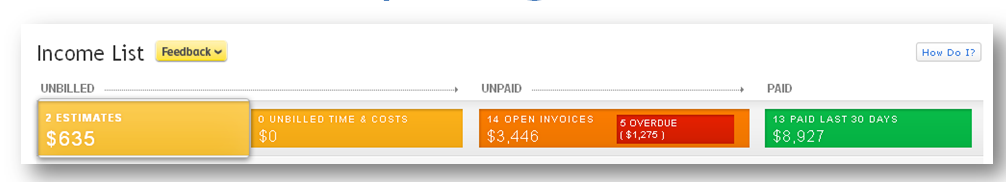 Income List
Feedback
How Do I?
UNBILLED
UNPAID
PAID
2 ESTIMATES
$635
0 UNBILLED TIME & COSTS
$0
14 OPEN INVOICES
$3,446
5 OVERDUE
( $1,275 )
13 PAID LAST 30 DAYS
$8,927